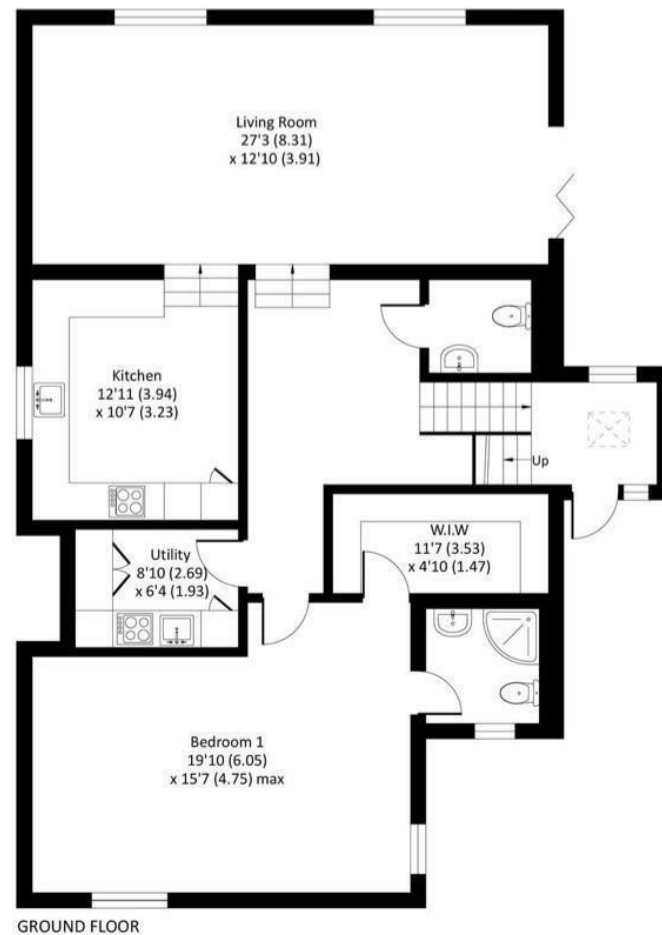 Living Room
27'3 (8.31)
x 12'10 (3.91)
Kitchen
12'11 (3.94)
x 10'7 (3.23)
Up
W.I.W
11'7 (3.53)
x 4'10 (1.47)
Utility
8'10 (2.69)
x 6'4 (1.93)
Bedroom 1
19'10 (6.05)
x 15'7 (4.75) max
GROUND FLOOR